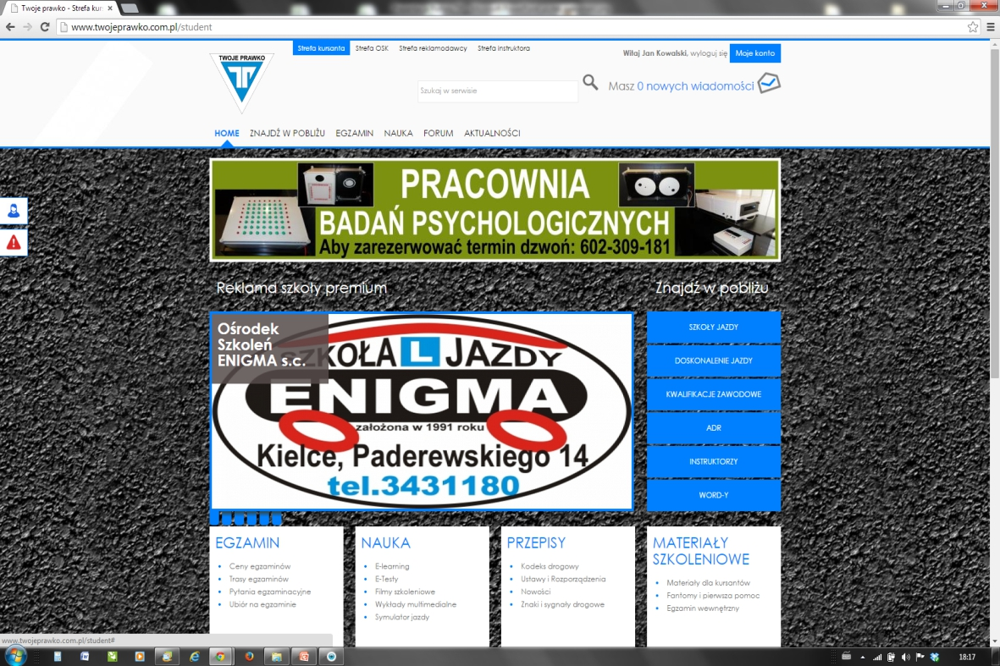 Twoje prawko - Strefa kur
www.twojeprawko.com.pl/student
TWOJE PRAWKO
Strefa kursanta Strefa OSK Strefa reklamodawcy Strefa instruktora
Witaj Jan Kowalski, wyloguj się Moje konto
Szukaj w serwisie
Masz 0 nowych wiadomości
HOME ZNAJDŹ W POBLIŻU EGZAMIN NAUKA FORUM AKTUALNOŚCI
PRACOWNIA
BADAŃ PSYCHOLOGICZNYCH
Aby zarezerwować termin dzwoń: 602-309-181
Reklama szkoły premium
Ośrodek
Szkoleń
ENIGMA s.c.
SZKOŁA L JAZDY
ENIGMA
założona w 1991 roku
Kielce, Paderewskiego 14
tel.3431180
Znajdź w pobliżu
SZKOŁY JAZDY
DOSKONALENIE JAZDY
KWALIFIKACJE ZAWODOWE
ADR
INSTRUKTORZY
WORD-Y
EGZAMIN
Ceny egzaminów
Trasy egzaminów
Pytania egzaminacyjne
Ubiór na egzaminie
NAUKA
E-learning
E-Testy
Filmy szkoleniowe
Wykłady multimedialne
Symulator jazdy
PRZEPISY
Kodeks drogowy
Ustawy i Rozporządzenia
Nowości
Znaki i sygnały drogowe
MATERIAŁY
SZKOLENIOWE
Materiały dla kursantów
Fantomy i pierwsza pomoc
Egzamin wewnętrzny
www.twojeprawko.com.pl/student#
18:17